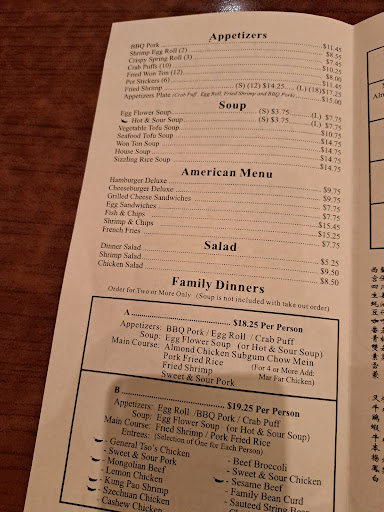 Appetizers
BBQ Pork $11.45
Shrimp Egg Roll (2) $8.55
Crispy Spring Roll (3) $7.45
Crab Puffs (10) $10.25
Fried Won Ton (12) $8.00
Pot Stickers (6) $11.45
Fried Shrimp (S) (12) $14.25 (L) (18) $17.25
Appetizers Plate (Crab Puff, Egg Roll, Fried Shrimp and BBQ Pork) $15.00
Soup
Egg Flower Soup (S) $3.75 (L) $7.75
Hot & Sour Soup (S) $3.75 (L) $7.75
Vegetable Tofu Soup $10.75
Seafood Tofu Soup $14.75
Won Ton Soup $14.75
House Soup $14.75
Sizzling Rice Soup $14.75
American Menu
Hamburger Deluxe $9.75
Cheeseburger Deluxe $9.75
Grilled Cheese Sandwiches $7.75
Egg Sandwiches $7.75
Fish & Chips $15.45
Shrimp & Chips $15.25
French Fries $7.75
Salad
Dinner Salad $5.25
Shrimp Salad $9.50
Chicken Salad $8.50
Family Dinners
Order for Two or More Only (Soup is not included with take out order)
A $18.25 Per Person
Appetizers: BBQ Pork / Egg Roll / Crab Puff
Soup: Egg Flower Soup (or Hot & Sour Soup)
Main Course: Almond Chicken Subgum Chow Mein
Pork Fried Rice (For 4 or More Add:
Fried Shrimp Mar Far Chicken)
Sweet & Sour Pork
B $19.25 Per Person
Appetizers: Egg Roll / BBQ Pork / Crab Puff
Soup: Egg Flower Soup (or Hot & Sour Soup)
Main Course: Fried Shrimp / Pork Fried Rice
Entrees: (Selection of One for Each Person)
- General Tso's Chicken - Beef Broccoli
- Sweet & Sour Pork - Sweet & Sour Chicken
- Mongolian Beef - Sesame Beef
- Lemon Chicken - Family Bean Curd
- Kung Pao Shrimp - Sauteed String Beans
- Szechuan Chicken
- Cashew Chicken